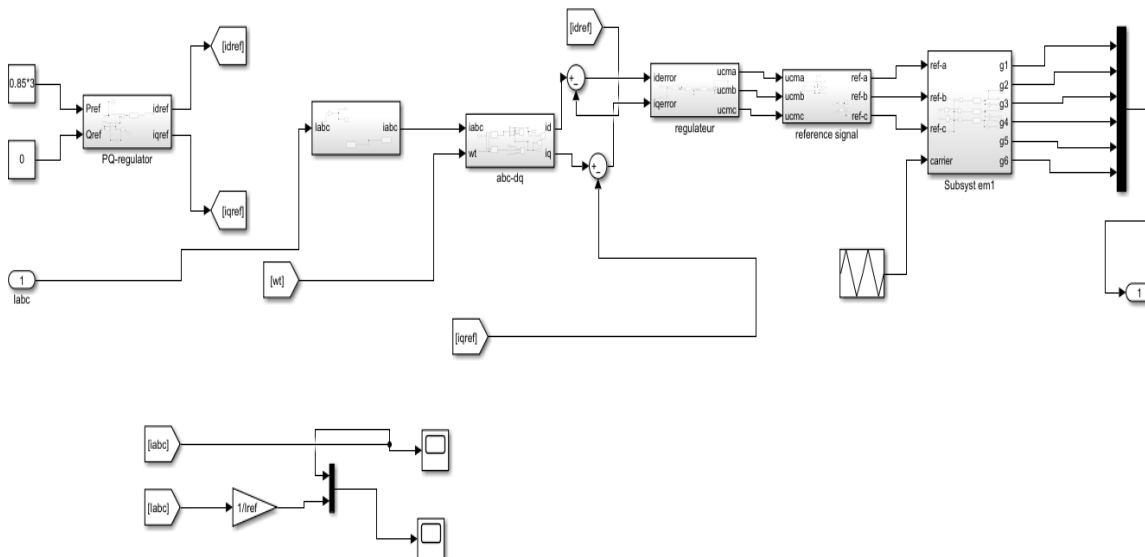 [idref]
[idref]
0.85*3
Pref
idref
Qref
iqref
PQ-regulator
0
[iqref]
1
Iabc
Iabc
iabc
iabc
id
wt
iq
abc-dq
[wt]
[iqref]
iderror
ucma
ucmb
iqerror
ucmc
regulateur
ucma
ref-a
ucmb
ref-b
ucmc
ref-c
reference signal
ref-a
g1
g2
ref-b
g3
g4
ref-c
g5
carrier
g6
Subsyst em1
1
[iabc]
[Iabc]
1/Iref